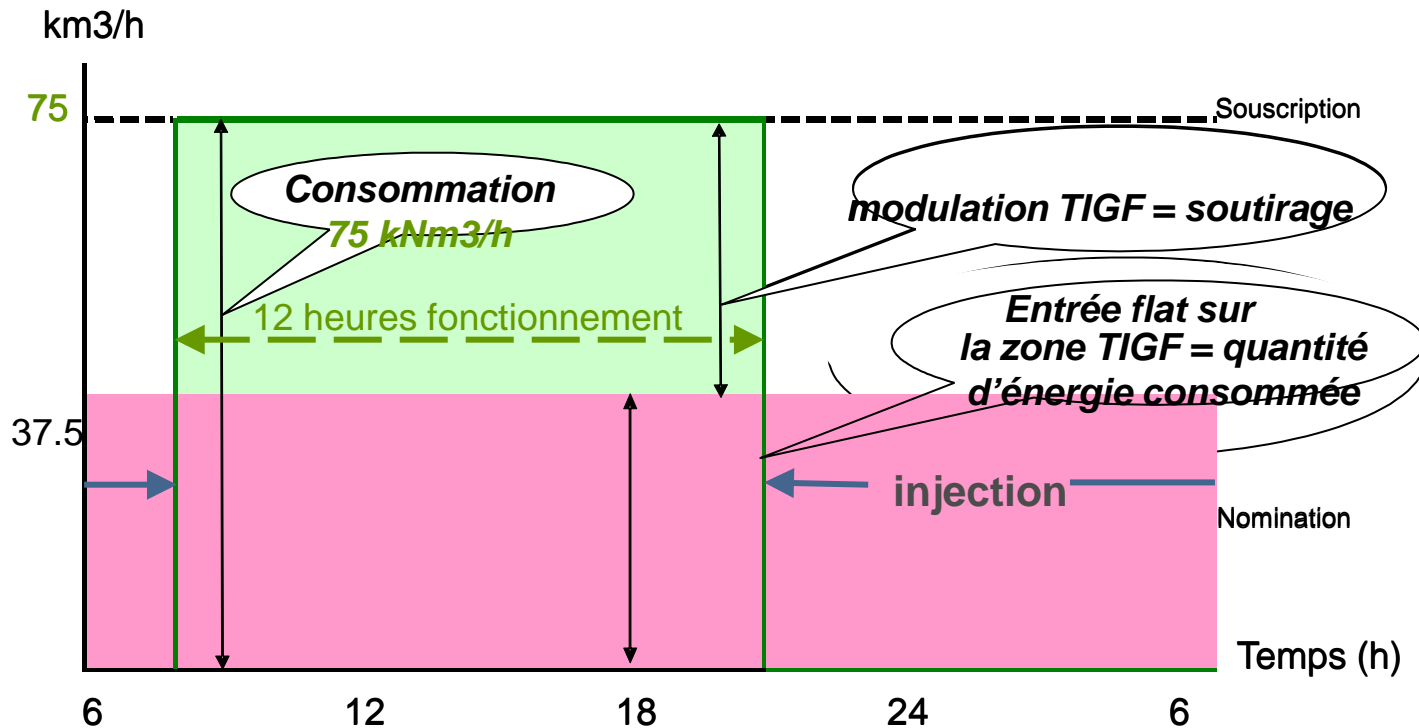 km3/h
75
Souscription
Consommation
75 kNm3/h
modulation TIGF = soutirage
12 heures fonctionnement
Entrée flat sur
la zone TIGF = quantité
d'énergie consommée
37.5
injection
Nomination
Temps (h)
6 12 18 24 6